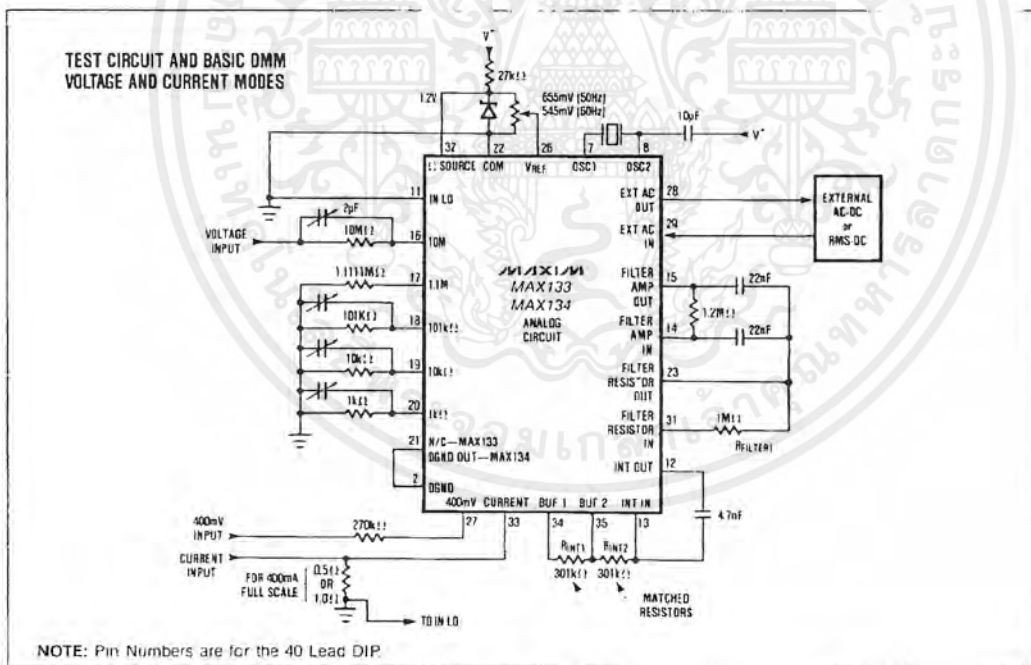 TEST CIRCUIT AND BASIC DMM
VOLTAGE AND CURRENT MODES
27kΩ
1.2V
655mV (50Hz)
545mV (60Hz)
10µF
V+
32
22
26
7
8
Ω SOURCE
COM
VREF
OSC1
OSC2
11
IN LO
2µF
10MΩ
VOLTAGE
INPUT
16
10M
1.1111MΩ
17
1.1M
101KΩ
18
101kΩ
10kΩ
19
10kΩ
1kΩ
20
1kΩ
21
N/C—MAX133
DGND OUT—MAX134
2
DGND
MAXIM
MAX133
MAX134
ANALOG
CIRCUIT
EXT AC
OUT
28
EXT AC
IN
29
EXTERNAL
AC-DC
or
RMS-DC
FILTER
AMP
OUT
15
22nF
1.2MΩ
FILTER
AMP
IN
14
22nF
FILTER
RESISTOR
OUT
23
FILTER
RESISTOR
IN
31
1MΩ
RFILTER1
INT OUT
12
4.7nF
400mV
CURRENT
BUF 1
BUF 2
INT IN
27
33
34
35
13
400mV
INPUT
270kΩ
CURRENT
INPUT
FOR 400mA
FULL SCALE
0.5Ω
OR
1.0Ω
TO IN LO
RINT1
RINT2
301kΩ
301kΩ
MATCHED
RESISTORS
NOTE: Pin Numbers are for the 40 Lead DIP.